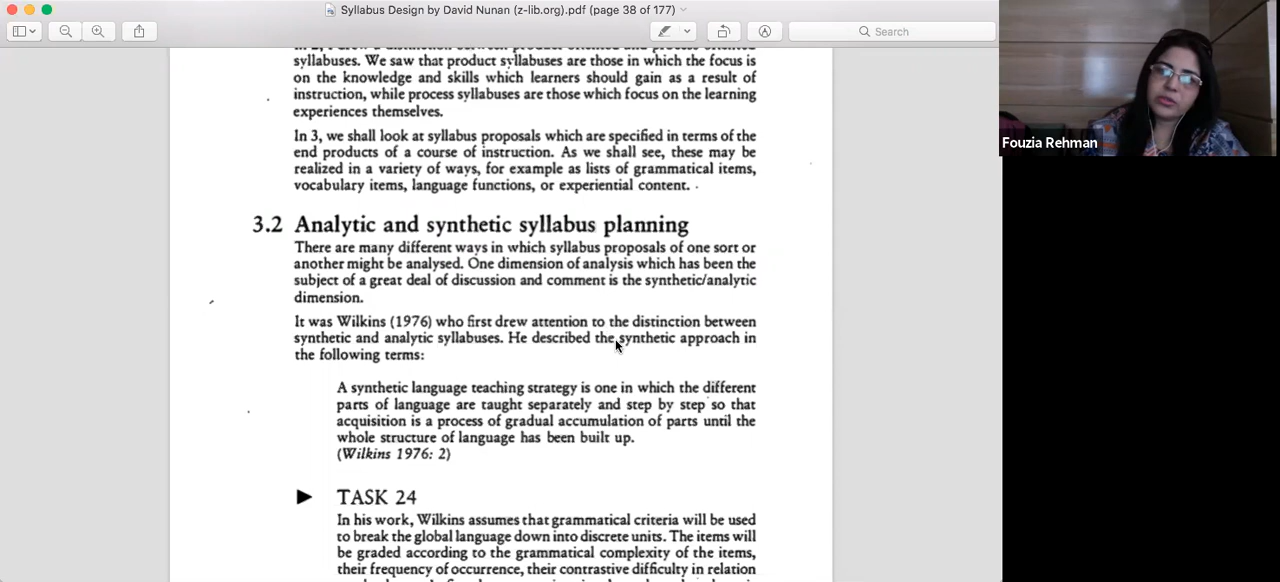 Syllabus Design by David Nunan (z-lib.org).pdf (page 38 of 177)
Search
syllabuses. We saw that product syllabuses are those in which the focus is
on the knowledge and skills which learners should gain as a result of
instruction, while process syllabuses are those which focus on the learning
experiences themselves.
In 3, we shall look at syllabus proposals which are specified in terms of the
end products of a course of instruction. As we shall see, these may be
realized in a variety of ways, for example as lists of grammatical items,
vocabulary items, language functions, or experiential content.
3.2 Analytic and synthetic syllabus planning
There are many different ways in which syllabus proposals of one sort or
another might be analysed. One dimension of analysis which has been the
subject of a great deal of discussion and comment is the synthetic/analytic
dimension.
It was Wilkins (1976) who first drew attention to the distinction between
synthetic and analytic syllabuses. He described the synthetic approach in
the following terms:
A synthetic language teaching strategy is one in which the different
parts of language are taught separately and step by step so that
acquisition is a process of gradual accumulation of parts until the
whole structure of language has been built up.
(Wilkins 1976: 2)
▶ TASK 24
In his work, Wilkins assumes that grammatical criteria will be used
to break the global language down into discrete units. The items will
be graded according to the grammatical complexity of the items,
their frequency of occurrence, their contrastive difficulty in relation
Fouzia Rehman